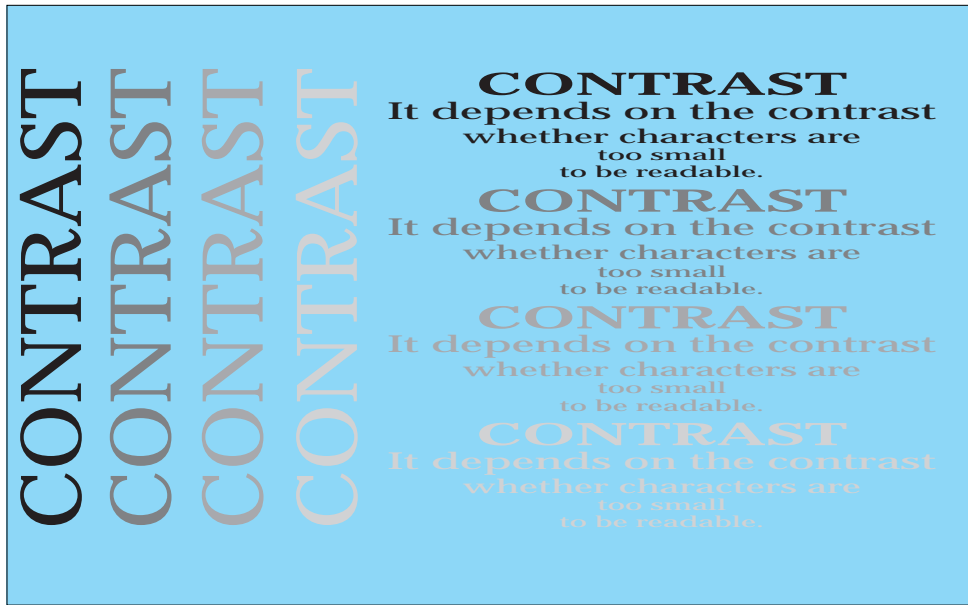 CONTRAST
CONTRAST
CONTRAST
CONTRAST
CONTRAST
It depends on the contrast
whether characters are
too small
to be readable.
CONTRAST
It depends on the contrast
whether characters are
too small
to be readable.
CONTRAST
It depends on the contrast
whether characters are
too small
to be readable.
CONTRAST
It depends on the contrast
whether characters are
too small
to be readable.